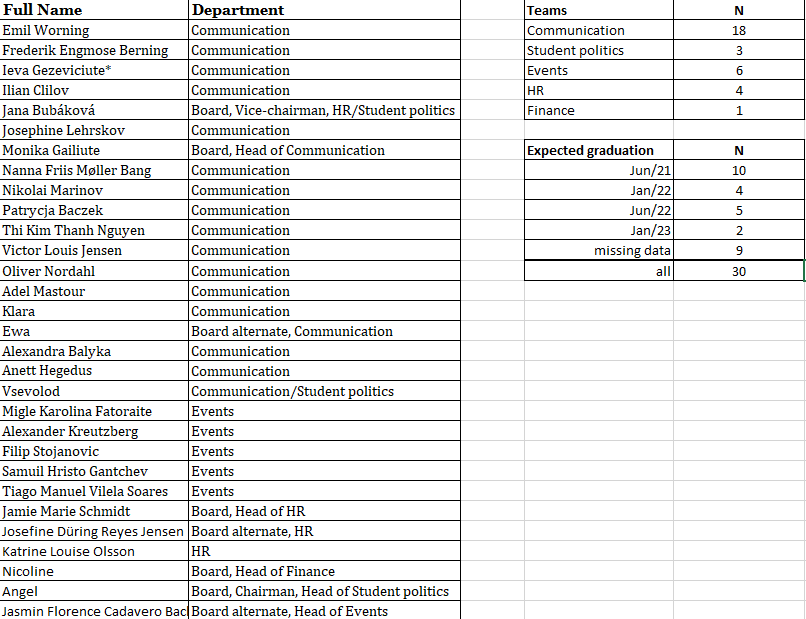 Full Name Department
Emil Worning Communication
Frederik Engmose Berning Communication
Ieva Gezeviciute* Communication
Ilian Clilov Communication
Jana Bubáková Board, Vice-chairman, HR/Student politics
Josephine Lehrskov Communication
Monika Gailiute Board, Head of Communication
Nanna Friis Møller Bang Communication
Nikolai Marinov Communication
Patrycja Baczek Communication
Thi Kim Thanh Nguyen Communication
Victor Louis Jensen Communication
Oliver Nordahl Communication
Adel Mastour Communication
Klara Communication
Ewa Board alternate, Communication
Alexandra Balyka Communication
Anett Hegedus Communication
Vsevolod Communication/Student politics
Migle Karolina Fatoraite Events
Alexander Kreutzberg Events
Filip Stojanovic Events
Samuil Hristo Gantchev Events
Tiago Manuel Vilela Soares Events
Jamie Marie Schmidt Board, Head of HR
Josefine Düring Reyes Jensen Board alternate, HR
Katrine Louise Olsson HR
Nicoline Board, Head of Finance
Angel Board, Chairman, Head of Student politics
Jasmin Florence Cadavero Bacl Board alternate, Head of Events
Teams N
Communication 18
Student politics 3
Events 6
HR 4
Finance 1
Expected graduation N
Jun/21 10
Jan/22 4
Jun/22 5
Jan/23 2
missing data 9
all 30